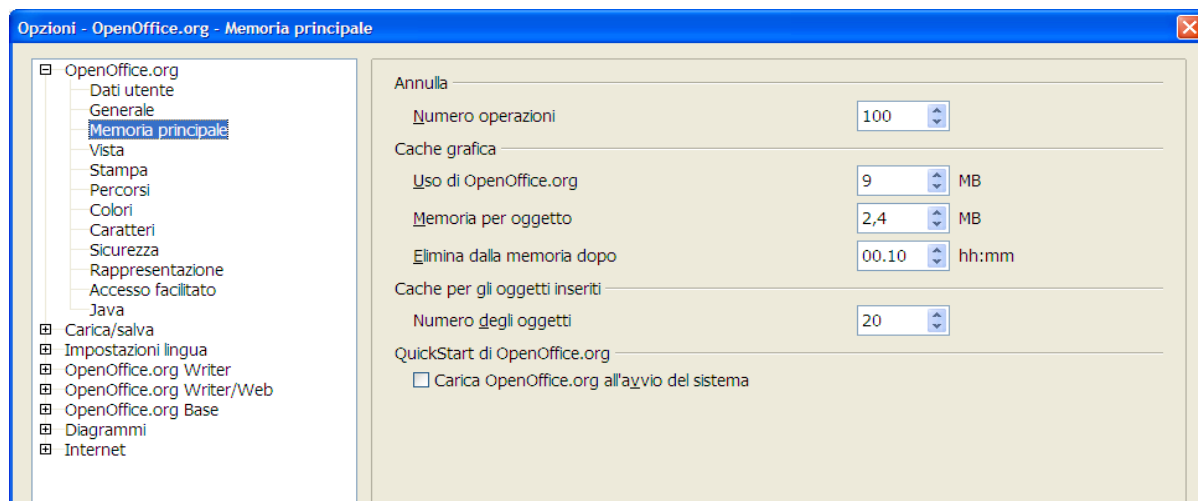 Opzioni - OpenOffice.org - Memoria principale
OpenOffice.org
Dati utente
Generale
Memoria principale
Vista
Stampa
Percorsi
Colori
Caratteri
Sicurezza
Rappresentazione
Accesso facilitato
Java
Carica/salva
Impostazioni lingua
OpenOffice.org Writer
OpenOffice.org Writer/Web
OpenOffice.org Base
Diagrammi
Internet
Annulla
Numero operazioni 100
Cache grafica
Uso di OpenOffice.org 9 MB
Memoria per oggetto 2,4 MB
Elimina dalla memoria dopo 00.10 hh:mm
Cache per gli oggetti inseriti
Numero degli oggetti 20
QuickStart di OpenOffice.org
Carica OpenOffice.org all'avvio del sistema